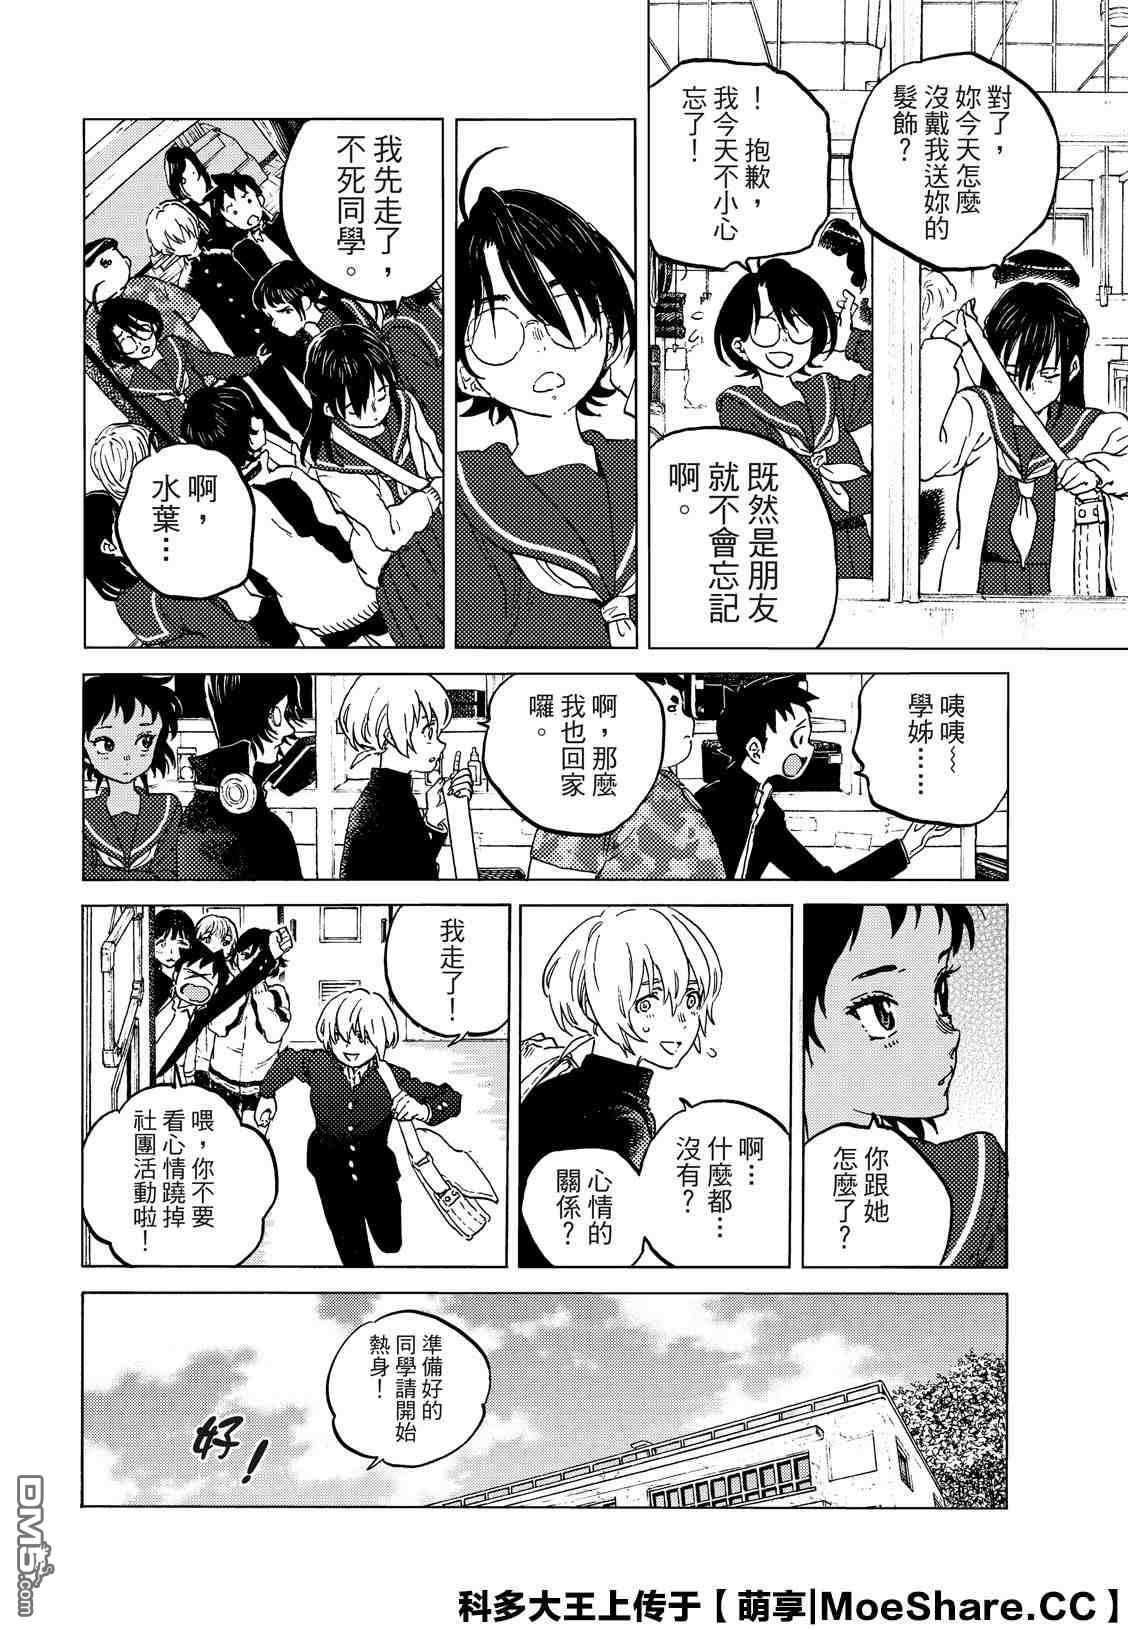 對了，
妳今天怎麼
沒戴我送妳的
髮飾？
！抱歉，
我今天不小心
忘了！
既然是朋友
就不會忘記
啊。
我先走了，
不死同學。
啊，
水葉…
咦咦～
學姊……
啊，那麼
我也回家
囉。
你跟她
怎麼了？
啊…
什麼都…
沒有？
心情的
關係？
我走了！
喂，你不要
看心情蹺掉
社團活動啦！
準備好的
同學請開始
熱身！
好！
DM5.com
科多大王上传于【萌享|MoeShare.CC】